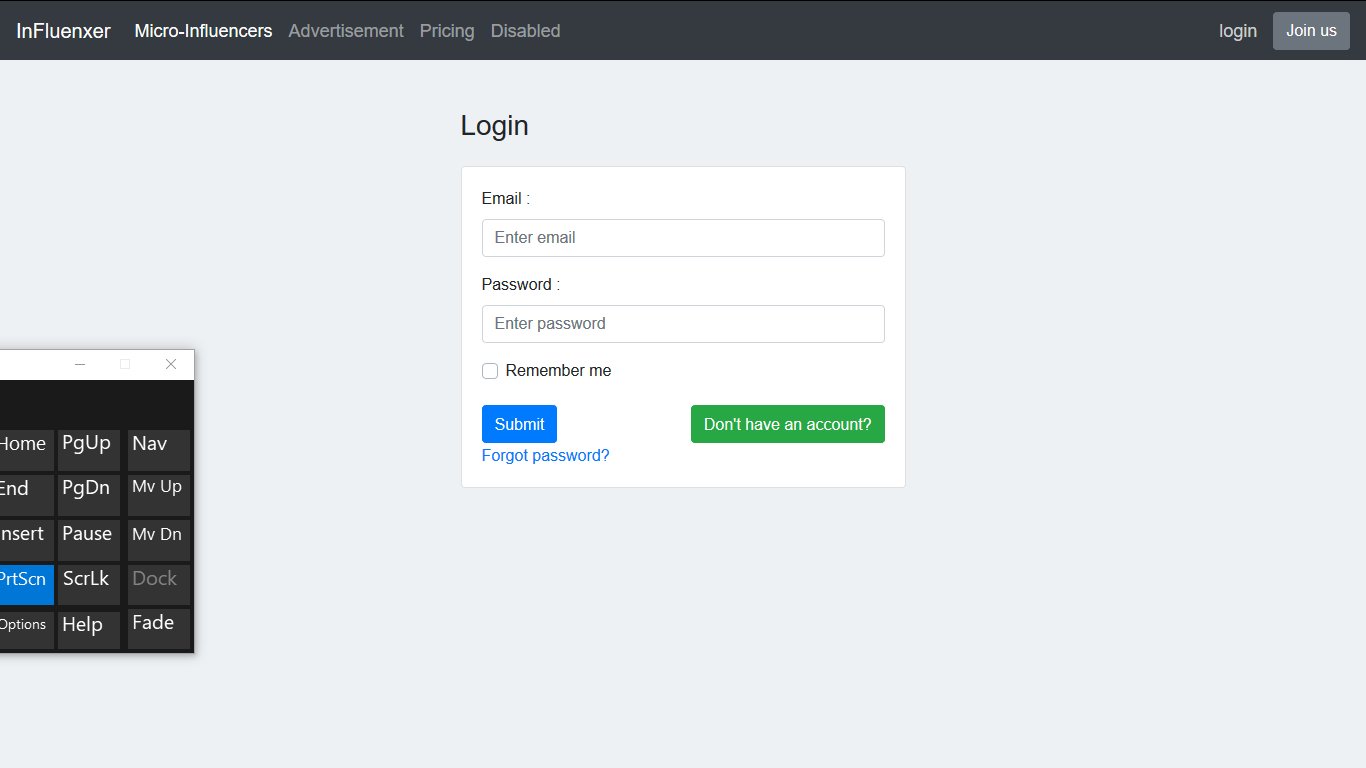 InFluenxer Micro-Influencers Advertisement Pricing Disabled login Join us
Login
Email :
Enter email
Password :
Enter password
Remember me
Submit Don't have an account?
Forgot password?
Home PgUp Nav
End PgDn Mv Up
nsert Pause Mv Dn
PrtScn ScrLk Dock
Options Help Fade